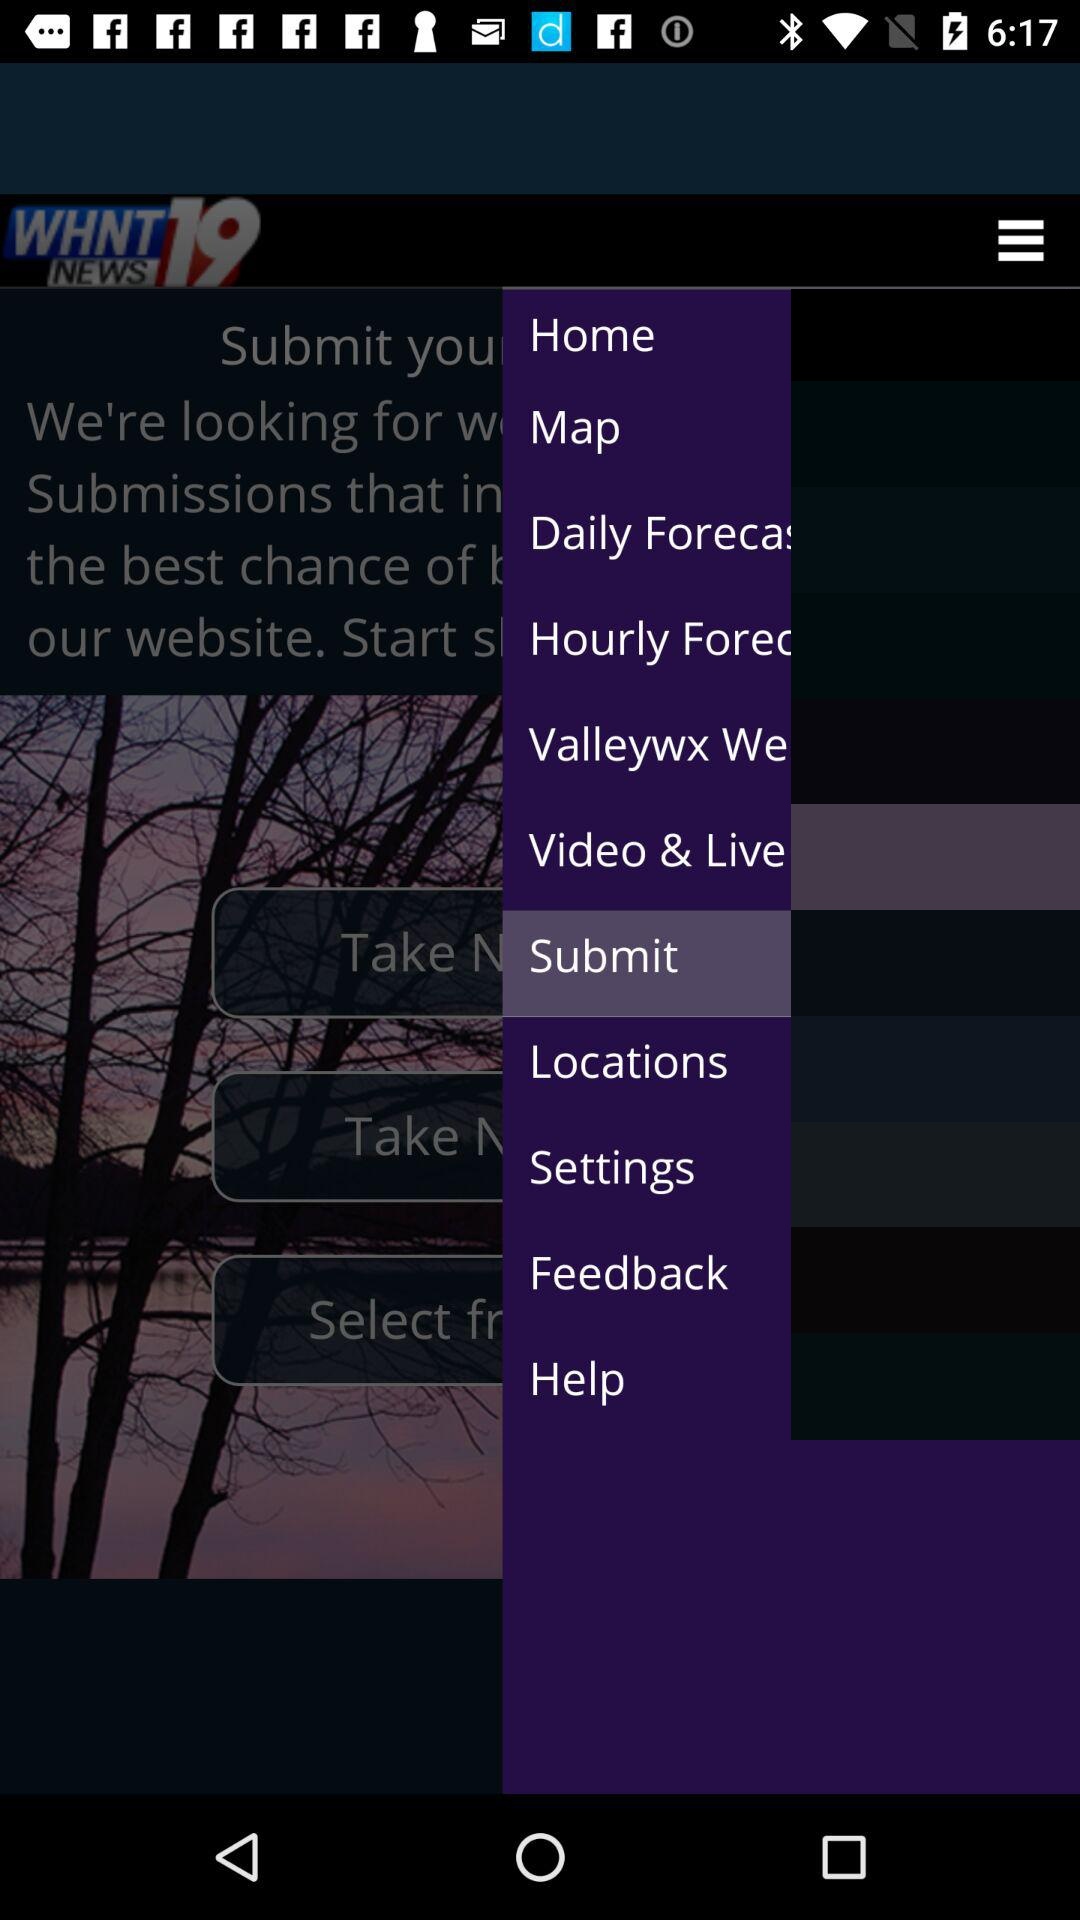 6:17
WHNT 19
NEWS
Submit your
We're looking for we
Submissions that in
the best chance of b
our website. Start sh
Take N
Take N
Select fr
Home
Map
Daily Forecas
Hourly Forec
Valleywx We
Video & Live
Submit
Locations
Settings
Feedback
Help